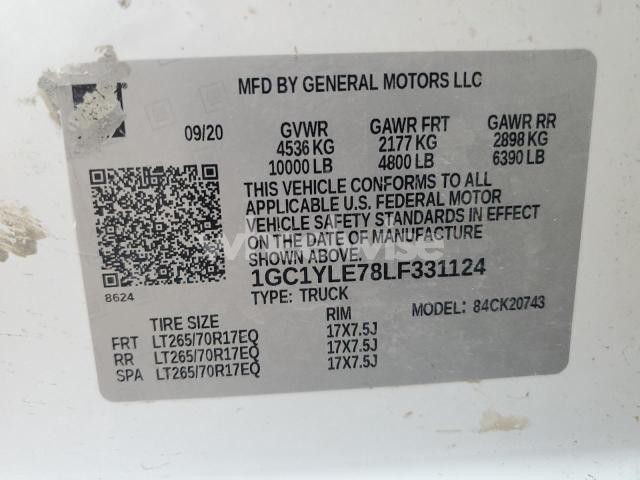 MFD BY GENERAL MOTORS LLC
09/20 GVWR GAWR FRT GAWR RR
4536 KG 2177 KG 2898 KG
10000 LB 4800 LB 6390 LB
THIS VEHICLE CONFORMS TO ALL
APPLICABLE U.S. FEDERAL MOTOR
VEHICLE SAFETY STANDARDS IN EFFECT
ON THE DATE OF MANUFACTURE
SHOWN ABOVE.
1GC1YLE78LF331124
8624
TYPE: TRUCK MODEL: 84CK20743
TIRE SIZE RIM
FRT LT265/70R17EQ 17X7.5J
RR LT265/70R17EQ 17X7.5J
SPA LT265/70R17EQ 17X7.5J